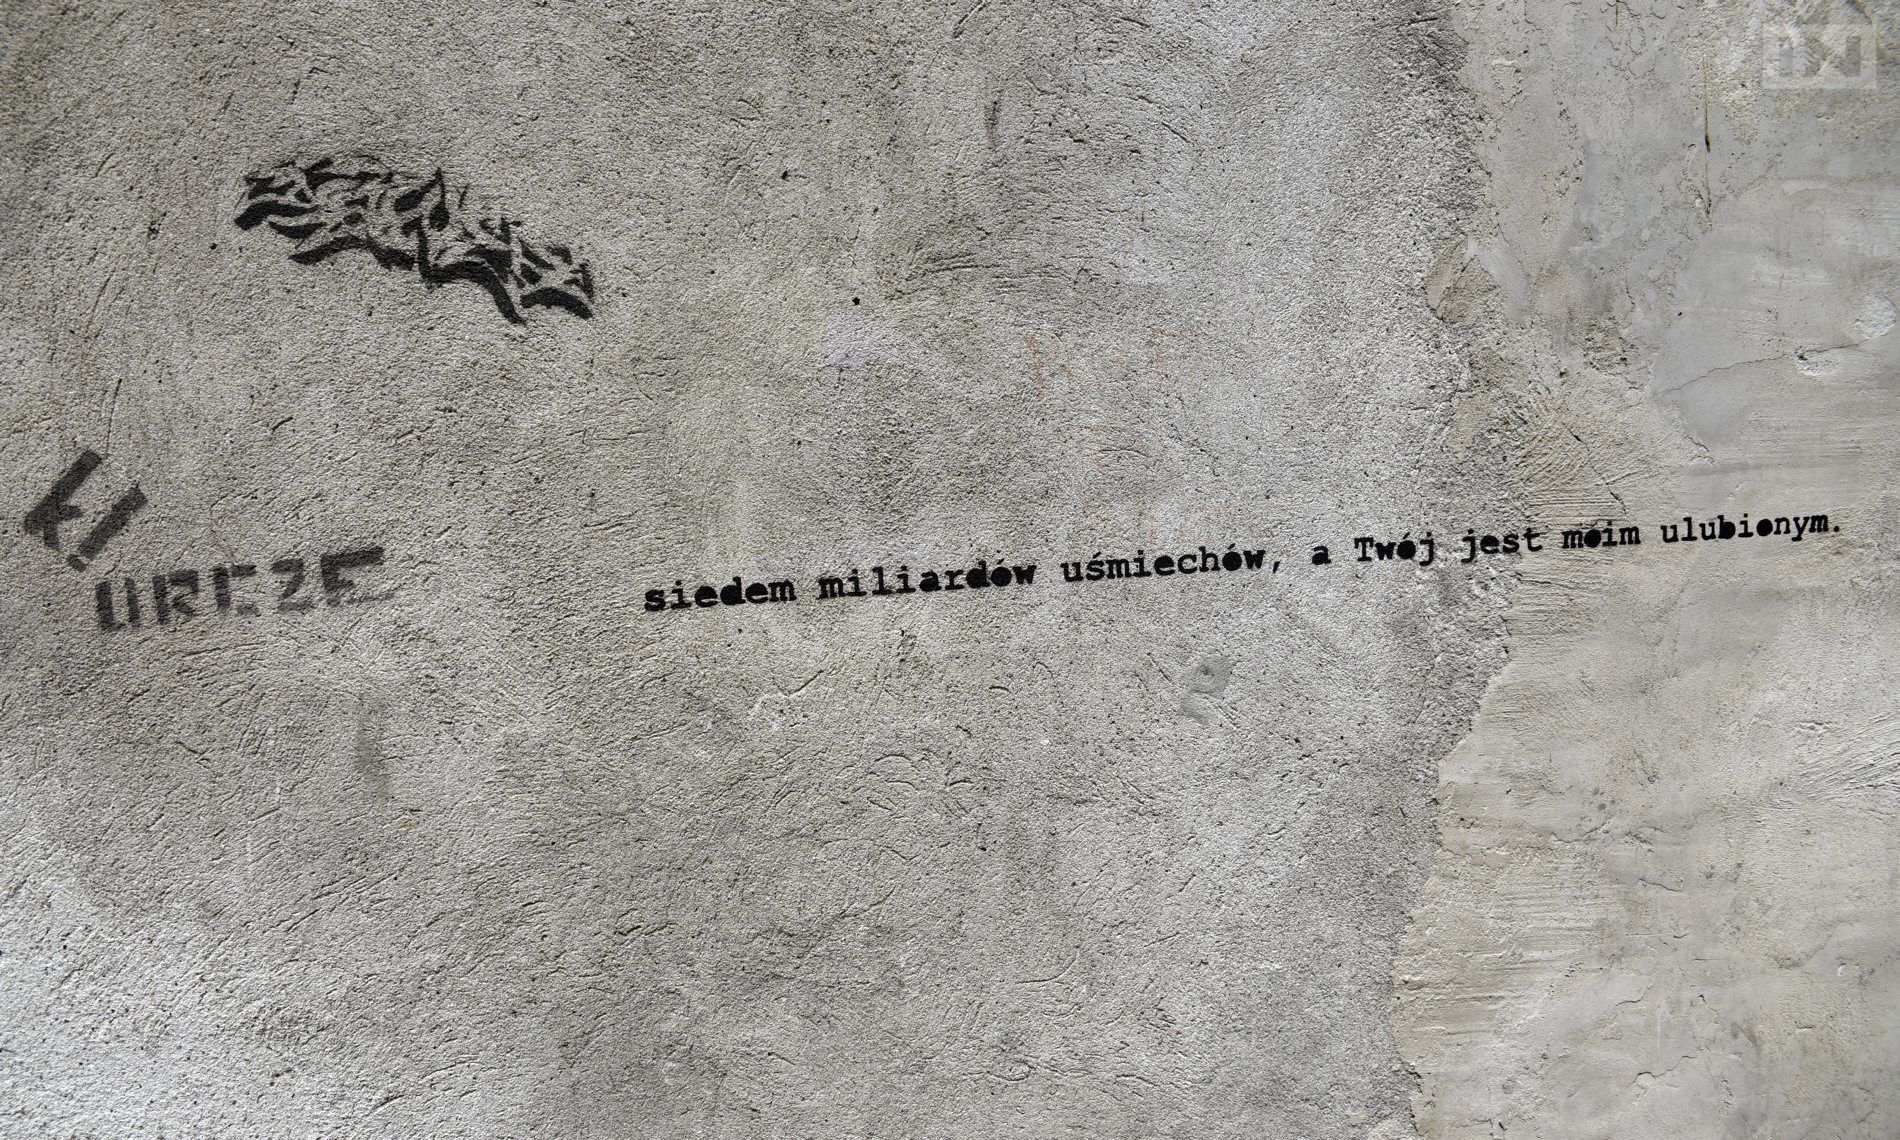 siedem miliardów uśmiechów, a Twój jest moim ulubionym.